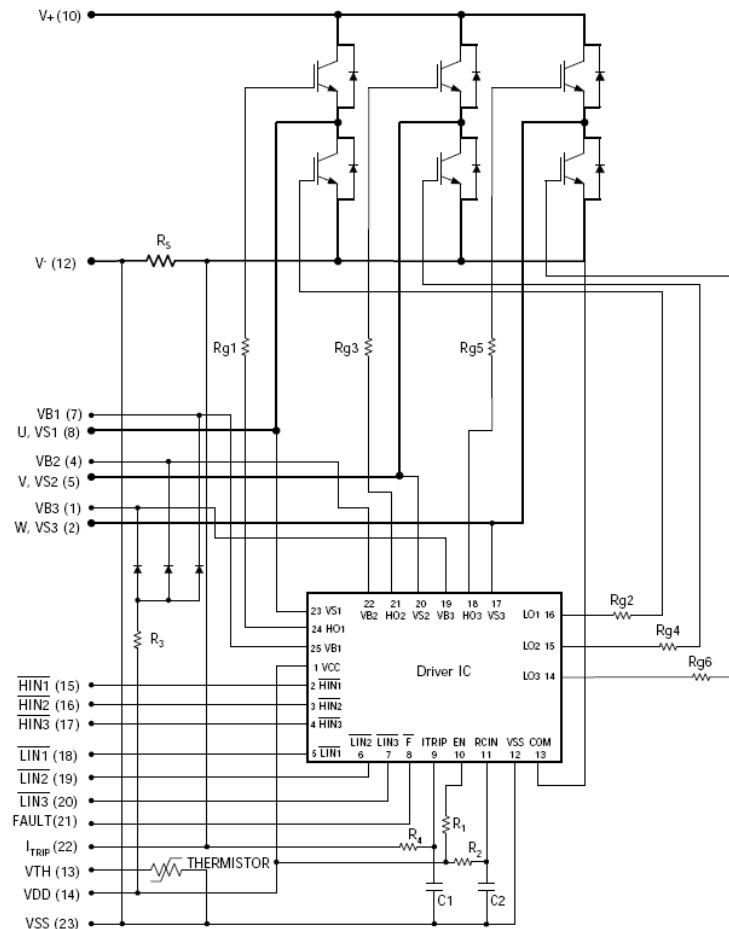 V+ (10)
V- (12)
RS
Rg1
Rg3
Rg5
VB1 (7)
U, VS1 (8)
VB2 (4)
V, VS2 (5)
VB3 (1)
W, VS3 (2)
R3
22 21 20 19 18 17
VB2 HO2 VS2 VB3 HO3 VS3
23 VS1
24 HO1
25 VB1
1 VCC
2 HIN1
3 HIN2
4 HIN3
5 LIN1
Driver IC
LO1 16
LO2 15
LO3 14
Rg2
Rg4
Rg6
LIN2 LIN3 F ITRIP EN RCIN VSS COM
6 7 8 9 10 11 12 13
HIN1 (15)
HIN2 (16)
HIN3 (17)
LIN1 (18)
LIN2 (19)
LIN3 (20)
FAULT(21)
ITRIP (22)
VTH (13)
THERMISTOR
VDD (14)
VSS (23)
R1
R4
R2
C1
C2